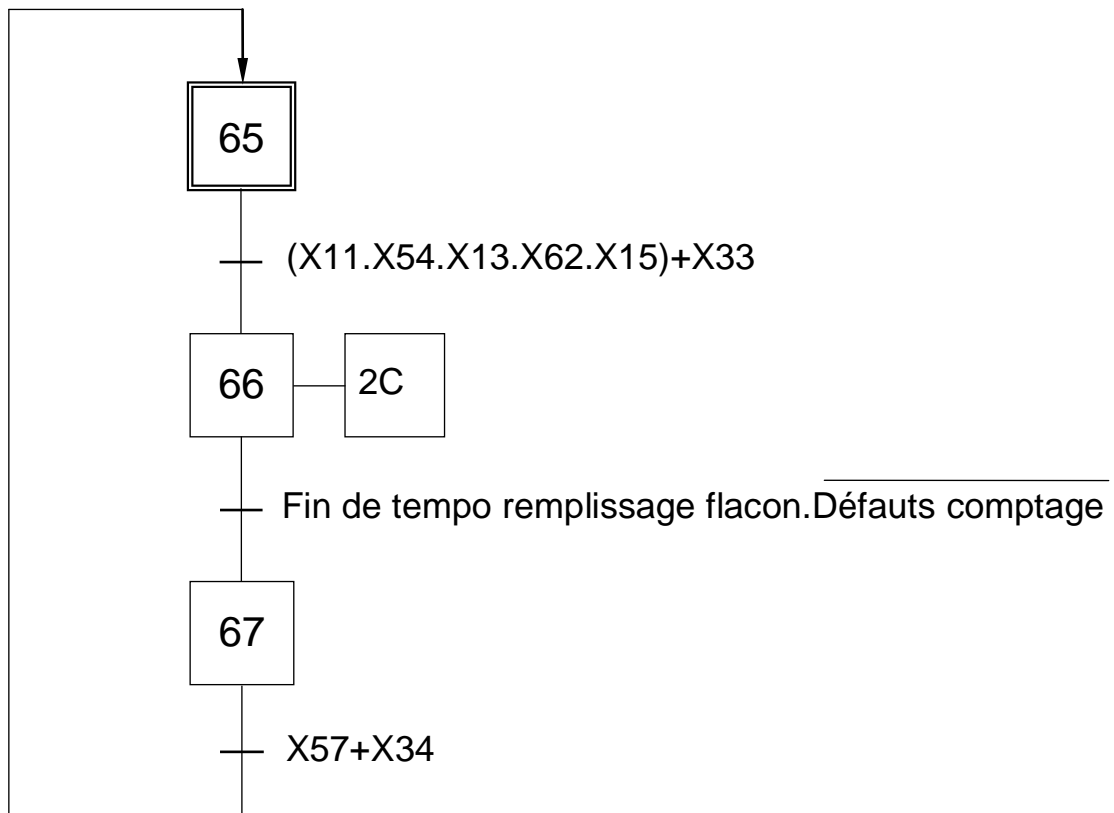 65
(X11.X54.X13.X62.X15)+X33
66
2C
Fin de tempo remplissage flacon.Défauts comptage
67
X57+X34